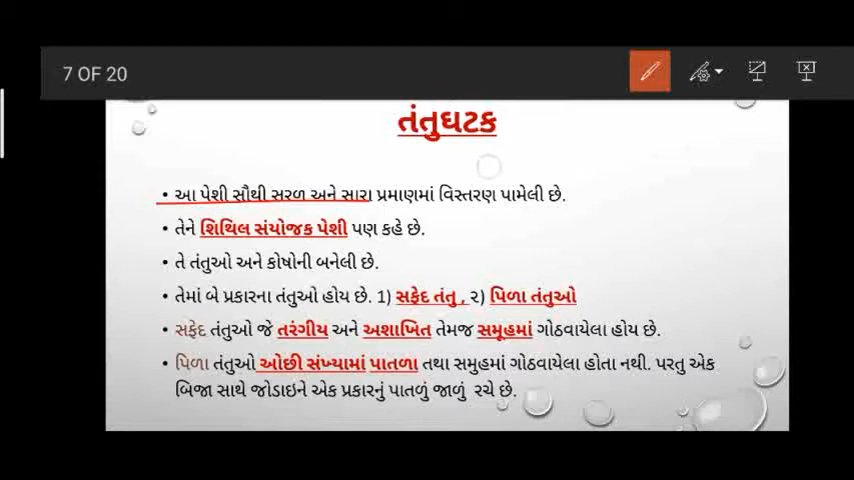 7 OF 20
તંતુઘટક
• આ પેશી સૌથી સરળ અને સારા પ્રમાણમાં વિસ્તરણ પામેલી છે.
• તેને શિથિલ સંયોજક પેશી પણ કહે છે.
• તે તંતુઓ અને કોષોની બનેલી છે.
• તેમાં બે પ્રકારના તંતુઓ હોય છે. 1) સફેદ તંતુ , ૨) પિળા તંતુઓ
• સફેદ તંતુઓ જે તરંગીય અને અશાખિત તેમજ સમૂહમાં ગોઠવાયેલા હોય છે.
• પિળા તંતુઓ ઓછી સંખ્યામાં પાતળા તથા સમુહમાં ગોઠવાયેલા હોતા નથી. પરતુ એક
બિજા સાથે જોડાઇને એક પ્રકારનું પાતળું જાળું રચે છે.